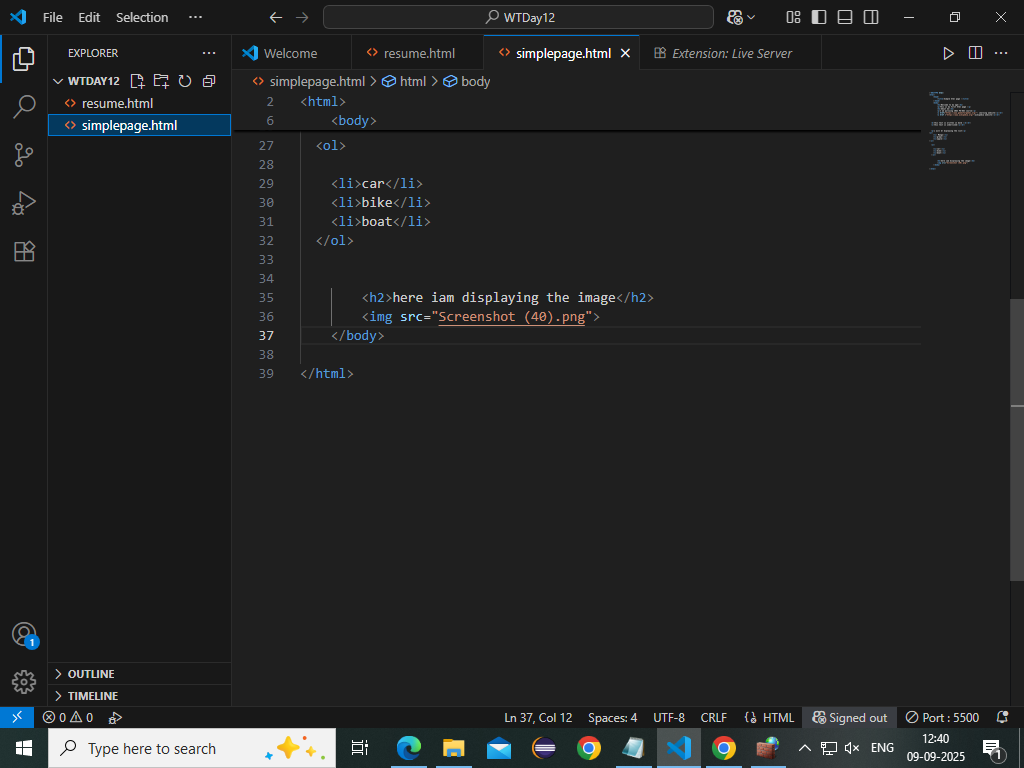 File Edit Selection ··· WTDay12
EXPLORER ···
WTDAY12
resume.html
simplepage.html
OUTLINE
TIMELINE
Welcome resume.html simplepage.html Extension: Live Server ···
simplepage.html > html > body
2 <html>
6 <body>
27 <ol>
28
29 <li>car</li>
30 <li>bike</li>
31 <li>boat</li>
32 </ol>
33
34
35 <h2>here iam displaying the image</h2>
36 <img src="Screenshot (40).png">
37 </body>
38
39 </html>
1
0 0 Ln 37, Col 12 Spaces: 4 UTF-8 CRLF {} HTML Signed out Port : 5500
Type here to search ENG 12:40
09-09-2025 1